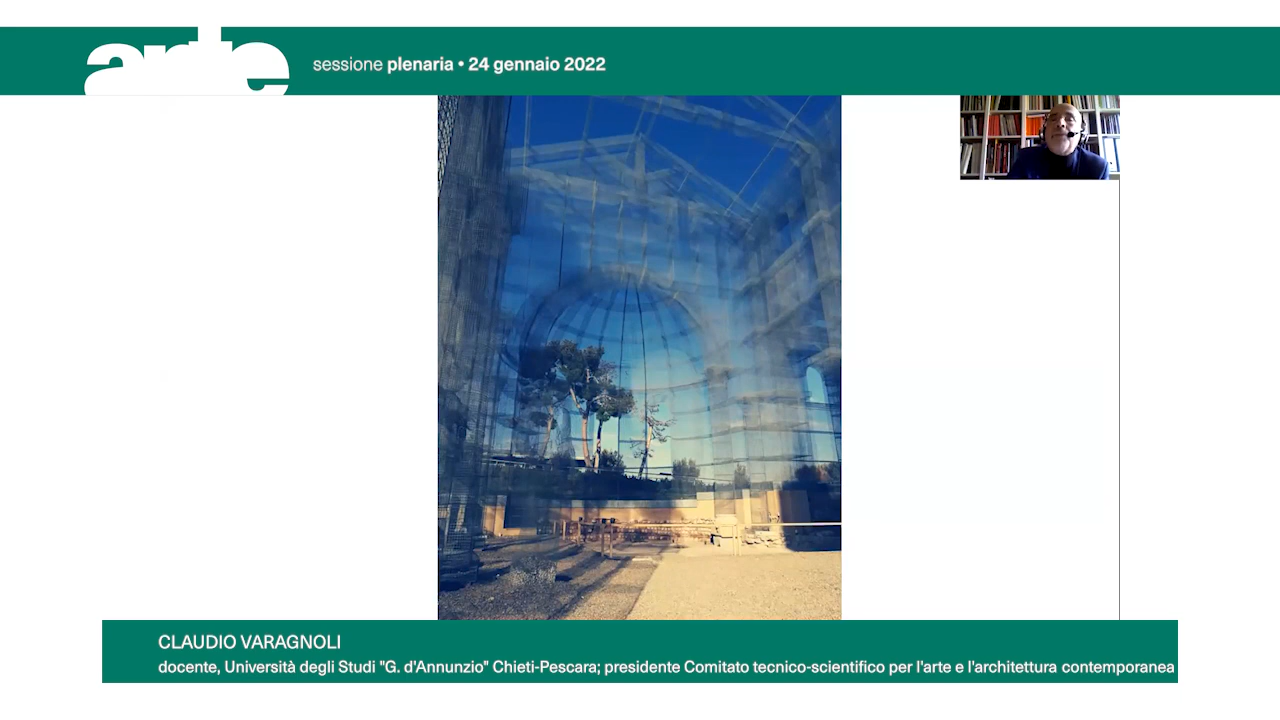 arte
sessione plenaria • 24 gennaio 2022
CLAUDIO VARAGNOLI
docente, Università degli Studi "G. d'Annunzio" Chieti-Pescara; presidente Comitato tecnico-scientifico per l'arte e l'architettura contemporanea